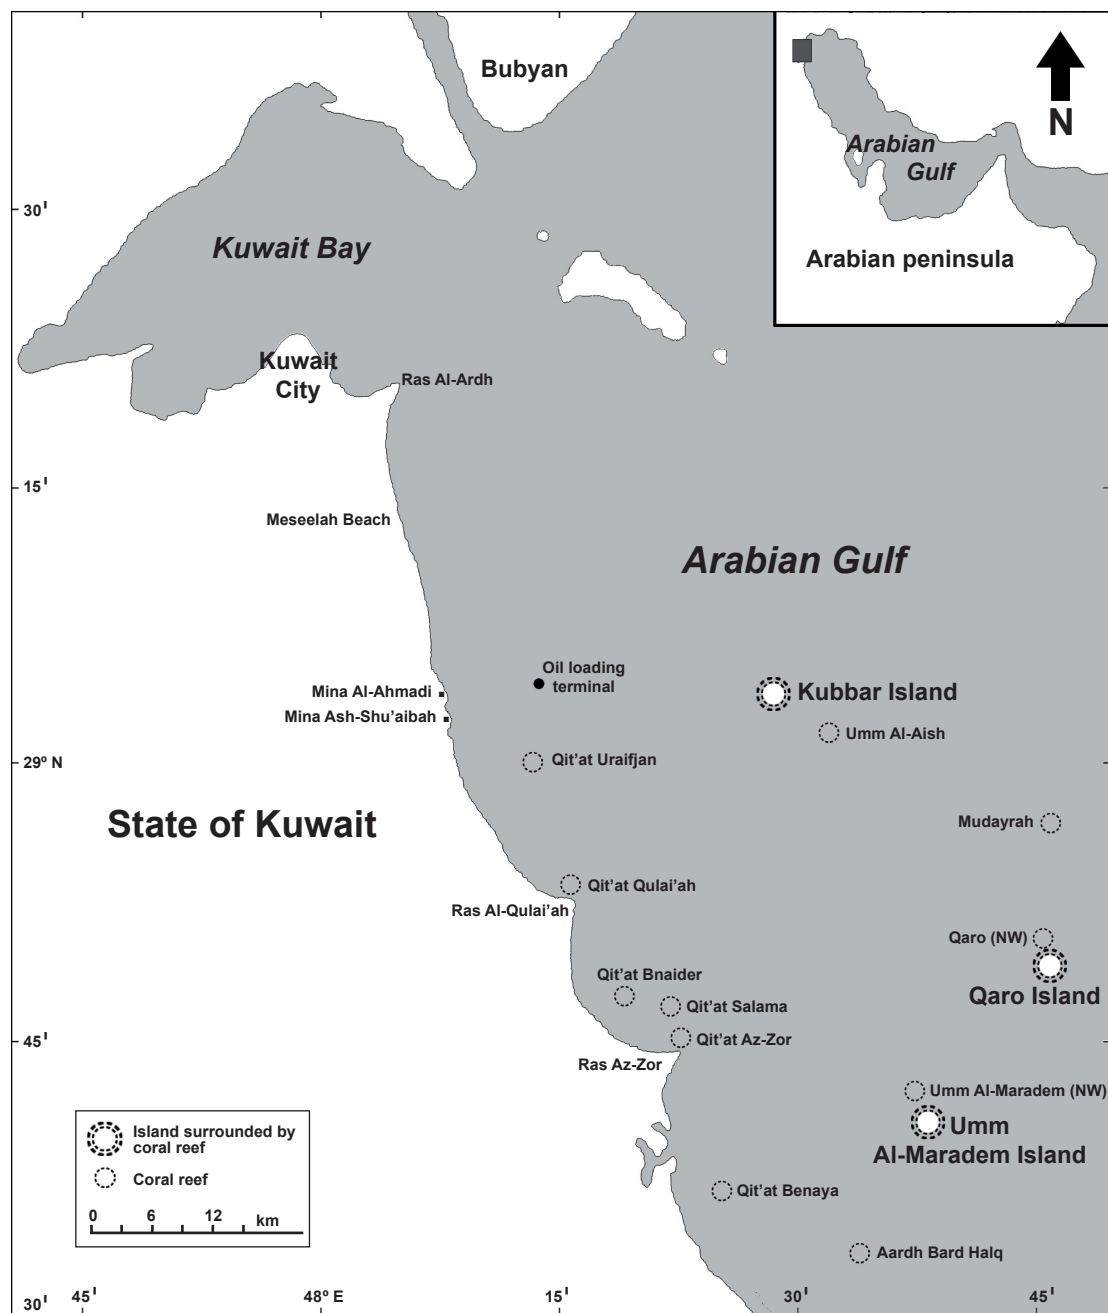 Bubyan
N
Arabian
Gulf
Arabian peninsula
30'
Kuwait Bay
Kuwait
City
Ras Al-Ardh
15'
Meseelah Beach
Arabian Gulf
Oil loading
terminal
Mina Al-Ahmadi
Mina Ash-Shu'aibah
Kubbar Island
Umm Al-Aish
29º N
Qit'at Uraifjan
State of Kuwait
Mudayrah
Qit'at Qulai'ah
Ras Al-Qulai'ah
Qaro (NW)
Qaro Island
Qit'at Bnaider
Qit'at Salama
45'
Qit'at Az-Zor
Ras Az-Zor
Umm Al-Maradem (NW)
Umm
Al-Maradem Island
Island surrounded by
coral reef
Coral reef
0 6 12 km
Qit'at Benaya
Aardh Bard Halq
30' 45' 48º E 15' 30' 45'